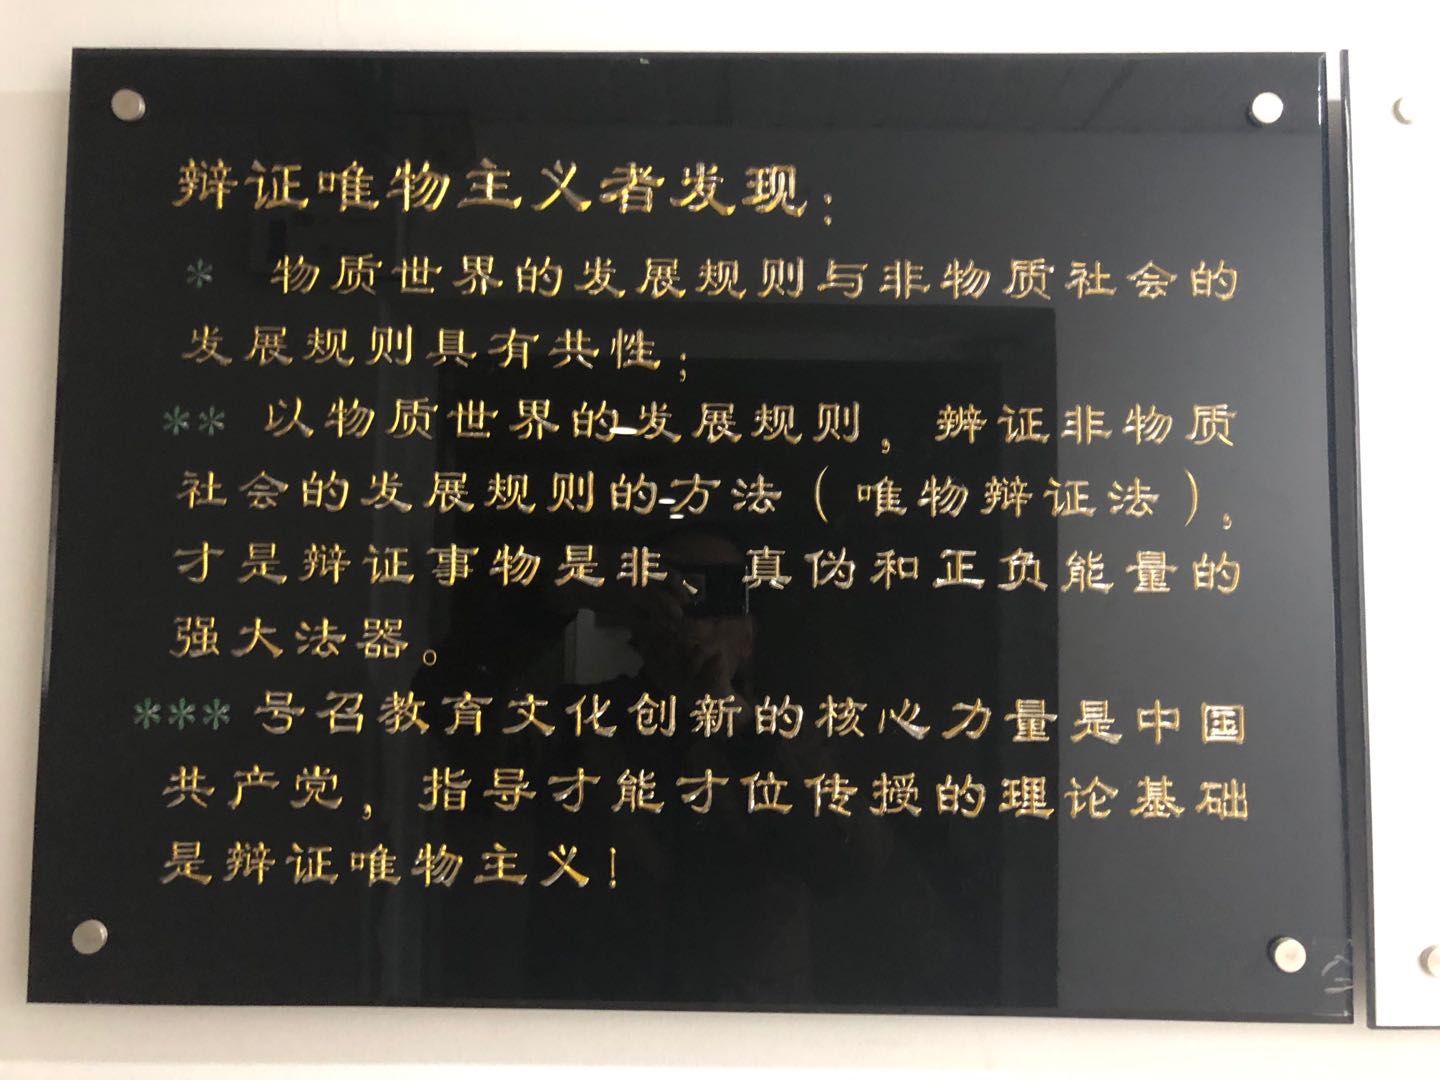 辩证唯物主义者发现：
* 物质世界的发展规则与非物质社会的
发展规则具有共性；
** 以物质世界的发展规则，辨证非物质
社会的发展规则的方法（唯物辩证法），
才是辩证事物是非、真伪和正负能量的
强大法器。
*** 号召教育文化创新的核心力量是中国
共产党，指导才能才位传授的理论基础
是辩证唯物主义！